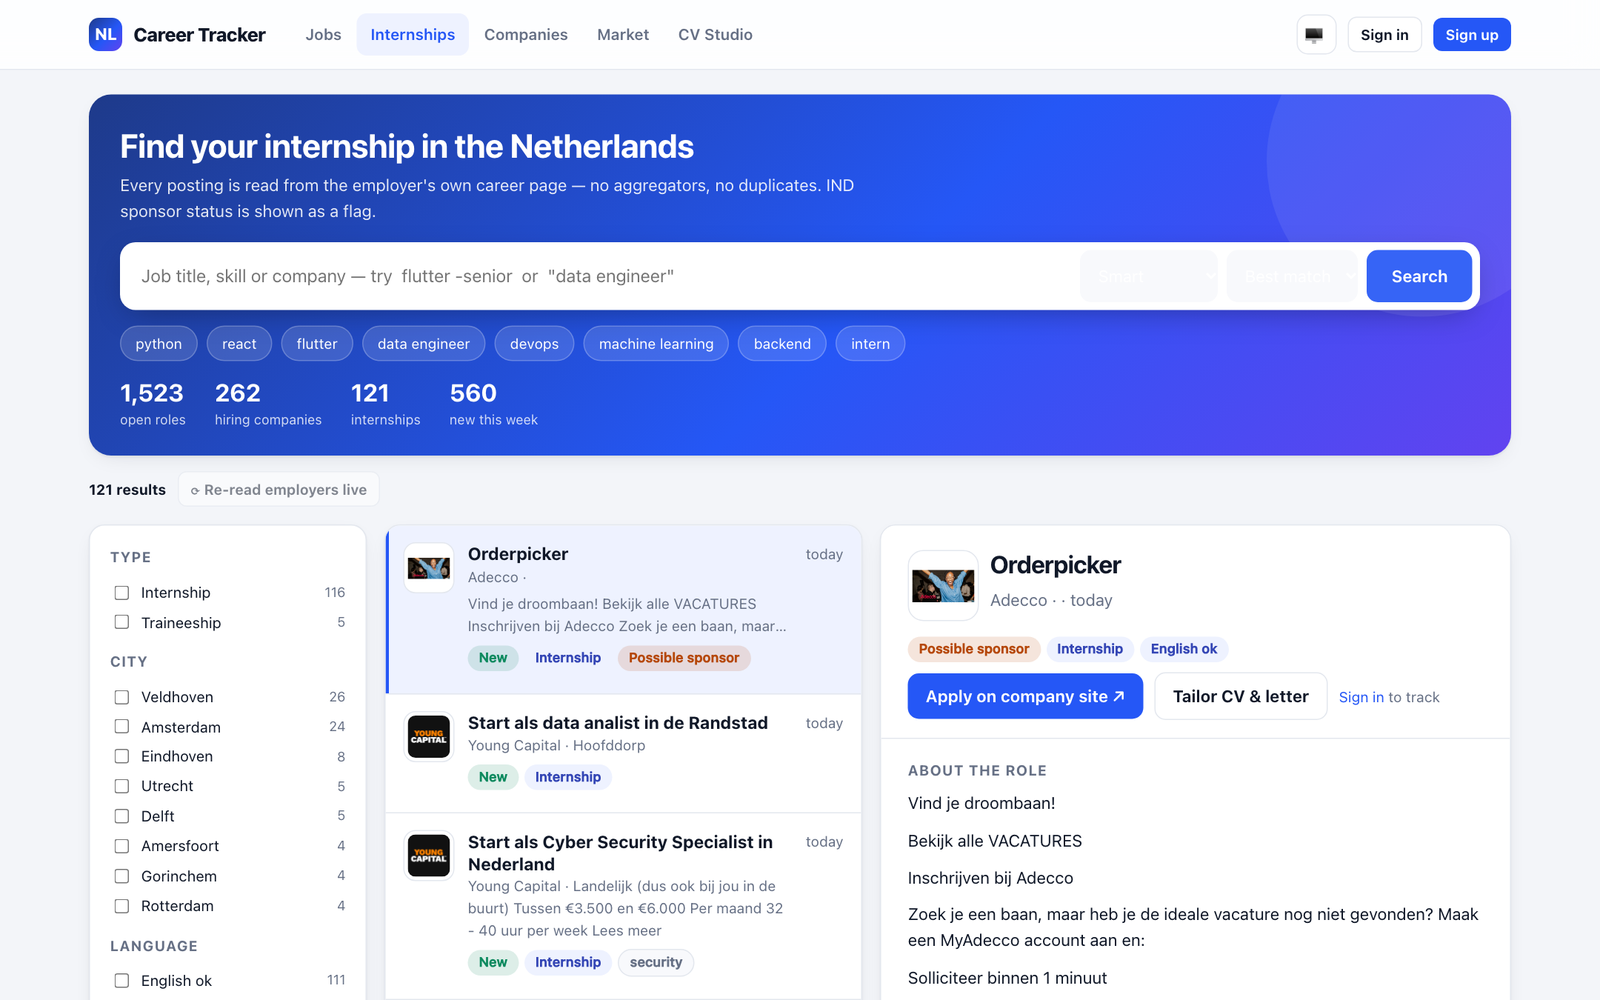 NL Career Tracker Jobs Internships Companies Market CV Studio Sign in Sign up
Find your internship in the Netherlands
Every posting is read from the employer's own career page — no aggregators, no duplicates. IND
sponsor status is shown as a flag.
Job title, skill or company — try flutter -senior or "data engineer" Smart Best match Search
python react flutter data engineer devops machine learning backend intern
1,523 262 121 560
open roles hiring companies internships new this week
121 results ⟳ Re-read employers live
TYPE
Internship 116
Traineeship 5
CITY
Veldhoven 26
Amsterdam 24
Eindhoven 8
Utrecht 5
Delft 5
Amersfoort 4
Gorinchem 4
Rotterdam 4
LANGUAGE
English ok 111
Orderpicker today
Adecco ·
Vind je droombaan! Bekijk alle VACATURES
Inschrijven bij Adecco Zoek je een baan, maar…
New Internship Possible sponsor
YOUNG CAPITAL
Start als data analist in de Randstad today
Young Capital · Hoofddorp
New Internship
YOUNG CAPITAL
Start als Cyber Security Specialist in today
Nederland
Young Capital · Landelijk (dus ook bij jou in de
buurt) Tussen €3.500 en €6.000 Per maand 32
- 40 uur per week Lees meer
New Internship security
Orderpicker
Adecco · · today
Possible sponsor Internship English ok
Apply on company site ↗ Tailor CV & letter Sign in to track
ABOUT THE ROLE
Vind je droombaan!
Bekijk alle VACATURES
Inschrijven bij Adecco
Zoek je een baan, maar heb je de ideale vacature nog niet gevonden? Maak
een MyAdecco account aan en:
Solliciteer binnen 1 minuut